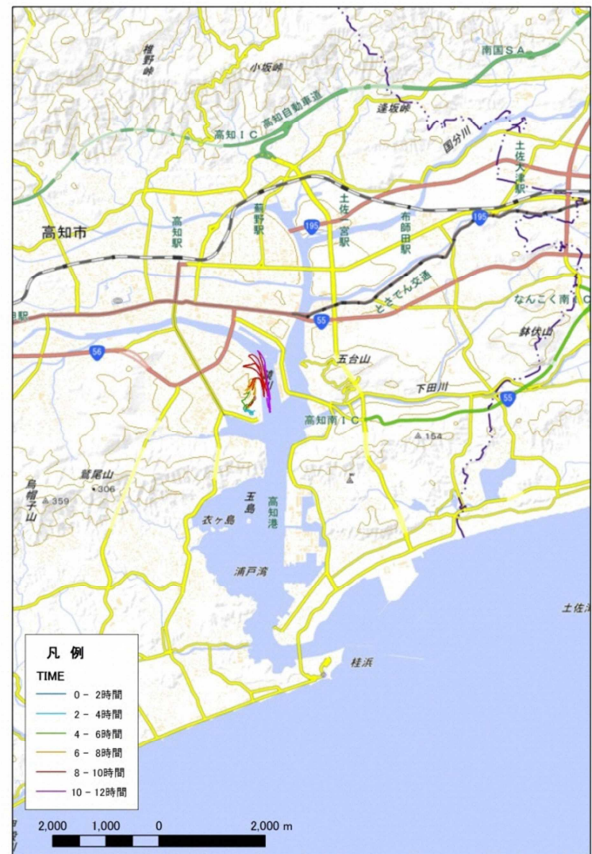 椎野峠
小坂峠
南国SA
高知自動車道
逢坂峠
高知IC
国分川
土佐大津駅
薊野駅
土佐一宮駅
布師田駅
高知駅
195
195
高知市
とさでん交通
なんこく南IC
駅
55
鉢伏山
56
五台山
下田川
55
高知南IC
154
鷲尾山
306
烏帽子山
359
玉島
高知港
衣ヶ島
浦戸湾
土佐湾
桂浜
凡例
TIME
0 - 2時間
2 - 4時間
4 - 6時間
6 - 8時間
8 - 10時間
10 - 12時間
2,000 1,000 0 2,000 m